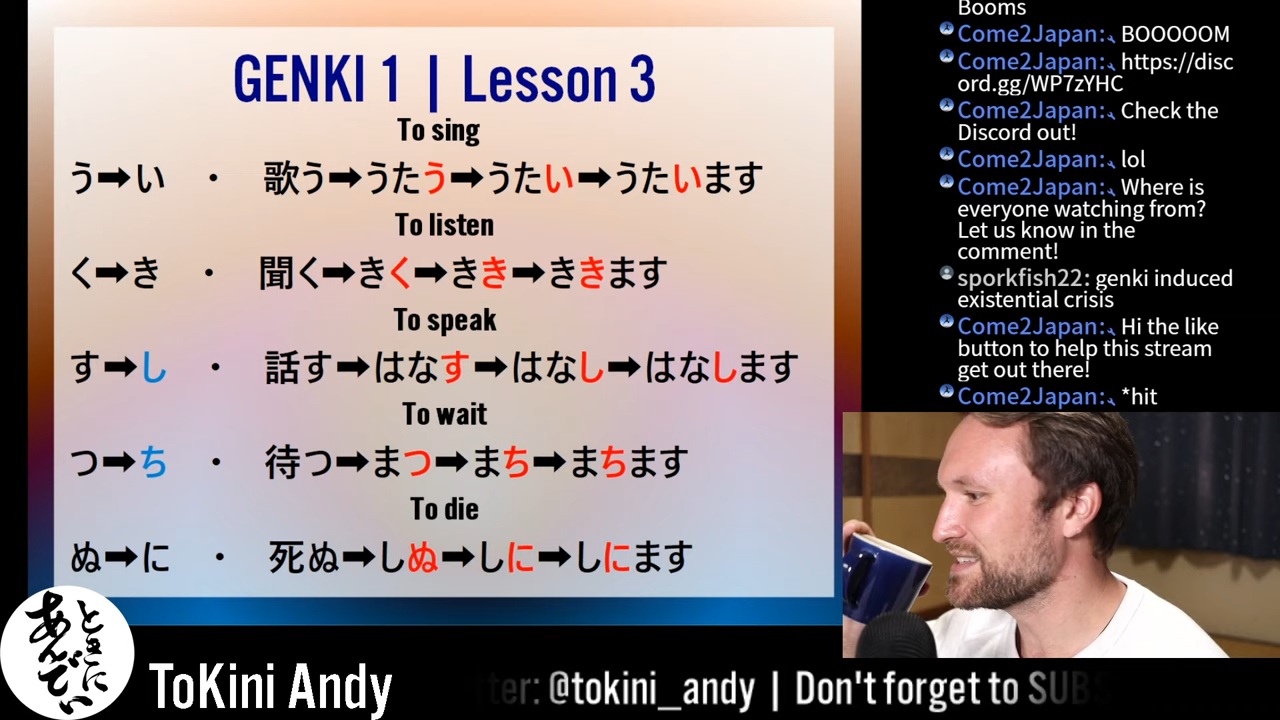 GENKI 1 | Lesson 3
To sing
う➡い ・ 歌う➡うたう➡うたい➡うたいます
To listen
く➡き ・ 聞く➡きく➡きき➡ききます
To speak
す➡し ・ 話す➡はなす➡はなし➡はなします
To wait
つ➡ち ・ 待つ➡まつ➡まち➡まちます
To die
ぬ➡に ・ 死ぬ➡しぬ➡しに➡しにます
Booms
Come2Japan: BOOOOOM
Come2Japan: https://disc
ord.gg/WP7zYHC
Come2Japan: Check the
Discord out!
Come2Japan: lol
Come2Japan: Where is
everyone watching from?
Let us know in the
comment!
sporkfish22: genki induced
existential crisis
Come2Japan: Hi the like
button to help this stream
get out there!
Come2Japan: *hit
ときに
あんでぃ
ToKini Andy
tter: @tokini_andy | Don't forget to SUBS